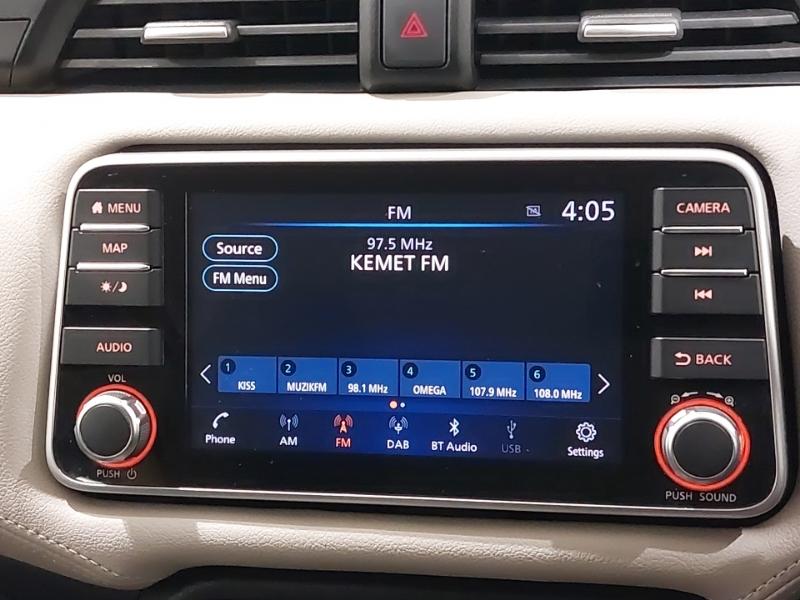 MENU
MAP
AUDIO
VOL
PUSH
FM
4:05
Source
97.5 MHz
KEMET FM
FM Menu
1 KISS
2 MUZIKFM
3 98.1 MHz
4 OMEGA
5 107.9 MHz
6 108.0 MHz
Phone
AM
FM
DAB
BT Audio
USB
Settings
CAMERA
BACK
PUSH SOUND